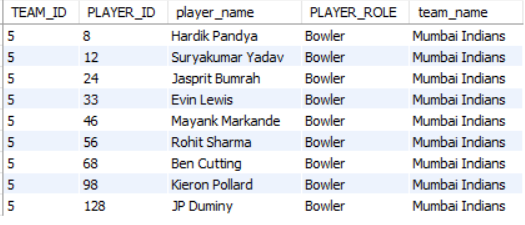 TEAM_ID PLAYER_ID player_name PLAYER_ROLE team_name
5 8 Hardik Pandya Bowler Mumbai Indians
5 12 Suryakumar Yadav Bowler Mumbai Indians
5 24 Jasprit Bumrah Bowler Mumbai Indians
5 33 Evin Lewis Bowler Mumbai Indians
5 46 Mayank Markande Bowler Mumbai Indians
5 56 Rohit Sharma Bowler Mumbai Indians
5 68 Ben Cutting Bowler Mumbai Indians
5 98 Kieron Pollard Bowler Mumbai Indians
5 128 JP Duminy Bowler Mumbai Indians